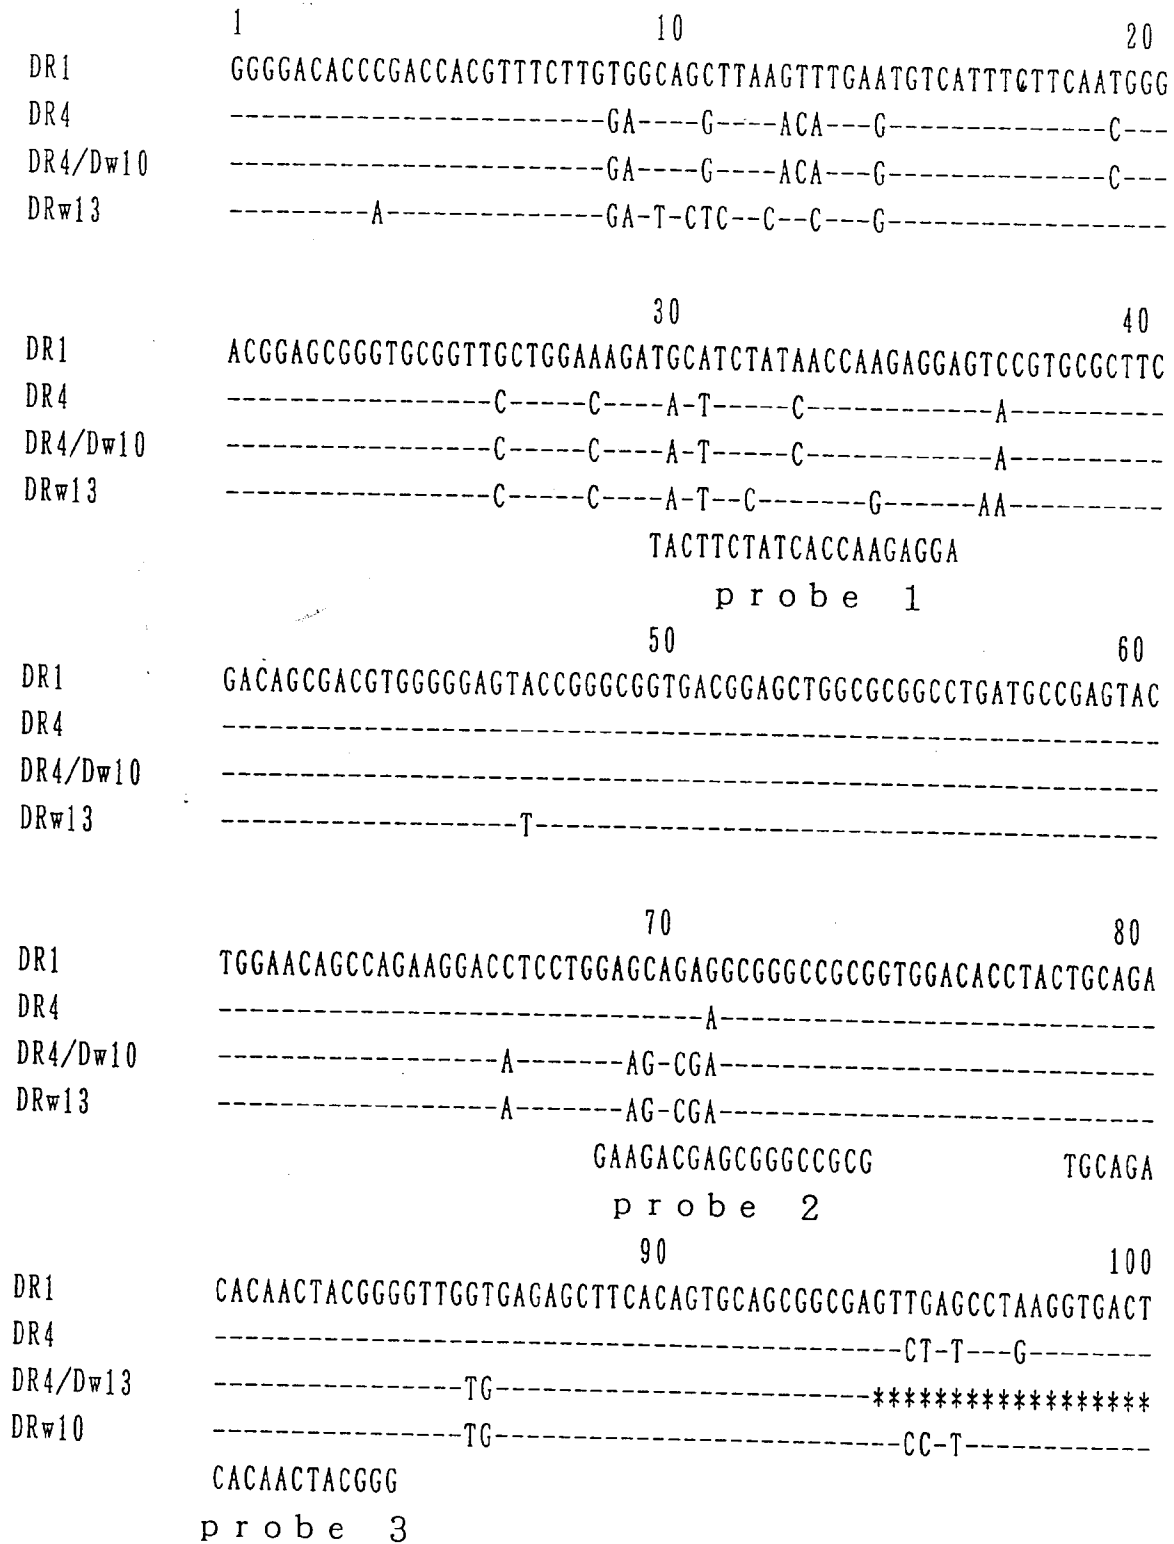 1 10 20
DR1 GGGGACACCCGACCACGTTTCTTGTGGCAGCTTAAGTTTGAATGTCATTTCTTCAATGGG
DR4 ------------------------GA----G----ACA---G--------------C---
DR4/Dw10 ------------------------GA----G----ACA---G--------------C---
DRw13 ---------A--------------GA-T-CTC--C--C---G------------------
30 40
DR1 ACGGAGCGGGTGCGGTTGCTGGAAAGATGCATCTATAACCAAGAGGAGTCCGTGCGCTTC
DR4 -----------------C-----C----A-T-----C------------A----------
DR4/Dw10 -----------------C-----C----A-T-----C------------A----------
DRw13 -----------------C-----C----A-T--C-------G------AA----------
TACTTCTATCACCAAGAGGA
probe 1
50 60
DR1 GACAGCGACGTGGGGGAGTACCGGGCGGTGACGGAGCTGGCGCGGCCTGATGCCGAGTAC
DR4 ------------------------------------------------------------
DR4/Dw10 ------------------------------------------------------------
DRw13 -------------------T----------------------------------------
70 80
DR1 TGGAACAGCCAGAAGGACCTCCTGGAGCAGAGGCGGGCCGCGGTGGACACCTACTGCAGA
DR4 -------------------------------A----------------------------
DR4/Dw10 ------------------A-------AG-CGA----------------------------
DRw13 ------------------A-------AG-CGA----------------------------
GAAGACGAGCGGGCCGCG TGCAGA
probe 2
90 100
DR1 CACAACTACGGGGTTGGTGAGAGCTTCACAGTGCAGCGGCGAGTTGAGCCTAAGGTGACT
DR4 --------------------------------------------CT-T---G--------
DR4/Dw13 ----------------TG------------------------******************
DRw10 ----------------TG--------------------------CC-T------------
CACAACTACGGG
probe 3